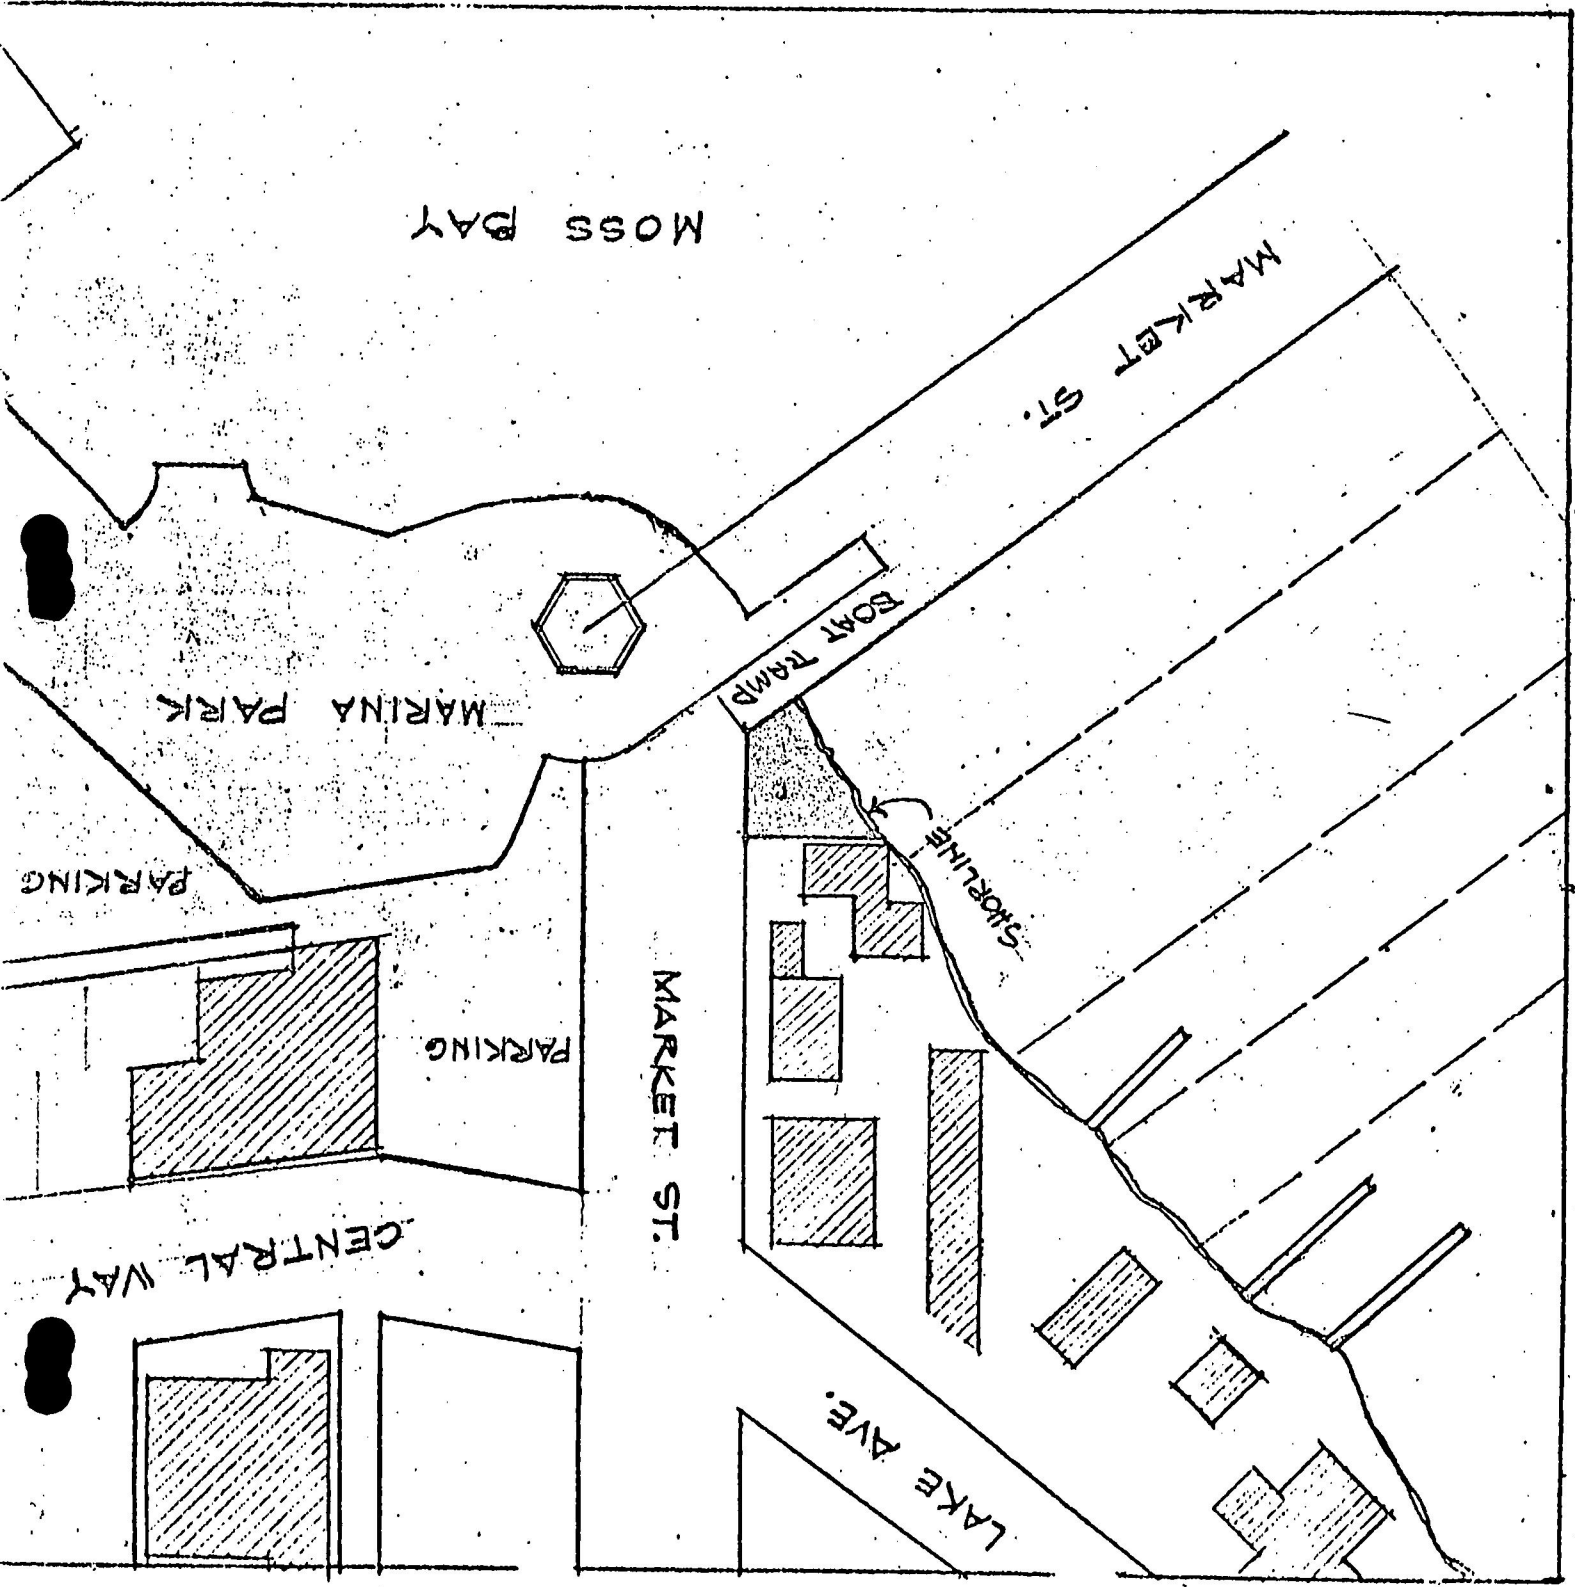 MOSS BAY
MARKET ST.
BOAT RAMP
MARINA PARK
PARKING
SHORLINE
PARKING
MARKET ST.
CENTRAL WAY
LAKE AVE.